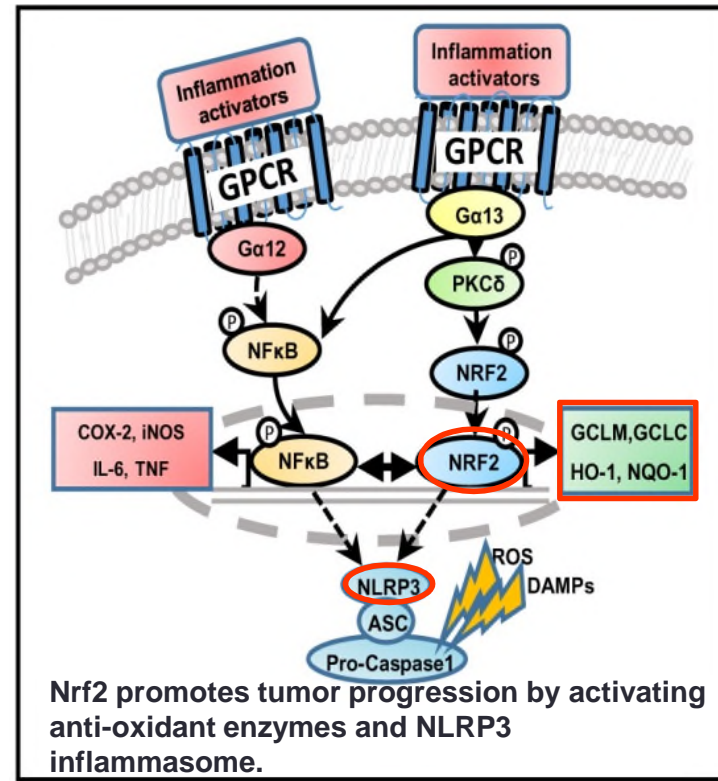 Inflammation
activators
Inflammation
activators
GPCR
GPCR
Gα12
Gα13
P
PKCδ
P
NFκB
P
NRF2
COX-2, iNOS
IL-6, TNF
P
NFκB
P
NRF2
GCLM,GCLC
HO-1, NQO-1
NLRP3
ASC
Pro-Caspase1
ROS
DAMPs
Nrf2 promotes tumor progression by activating
anti-oxidant enzymes and NLRP3
inflammasome.